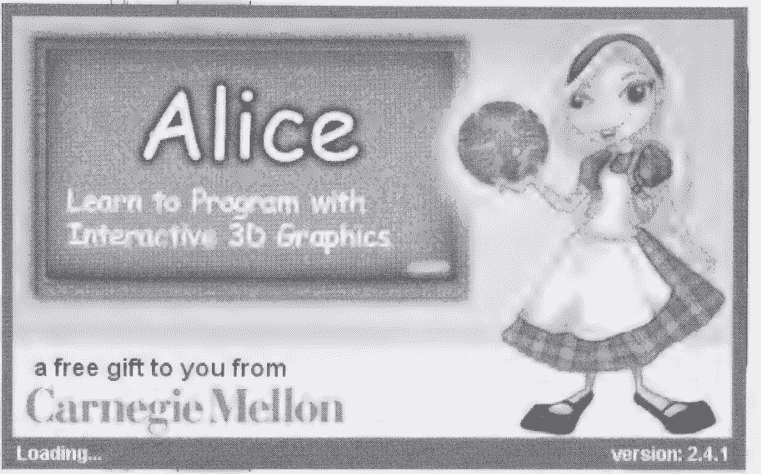 Alice
Learn to Program with
Interactive 3D Graphics
a free gift to you from
Carnegie Mellon
Loading...
version: 2.4.1